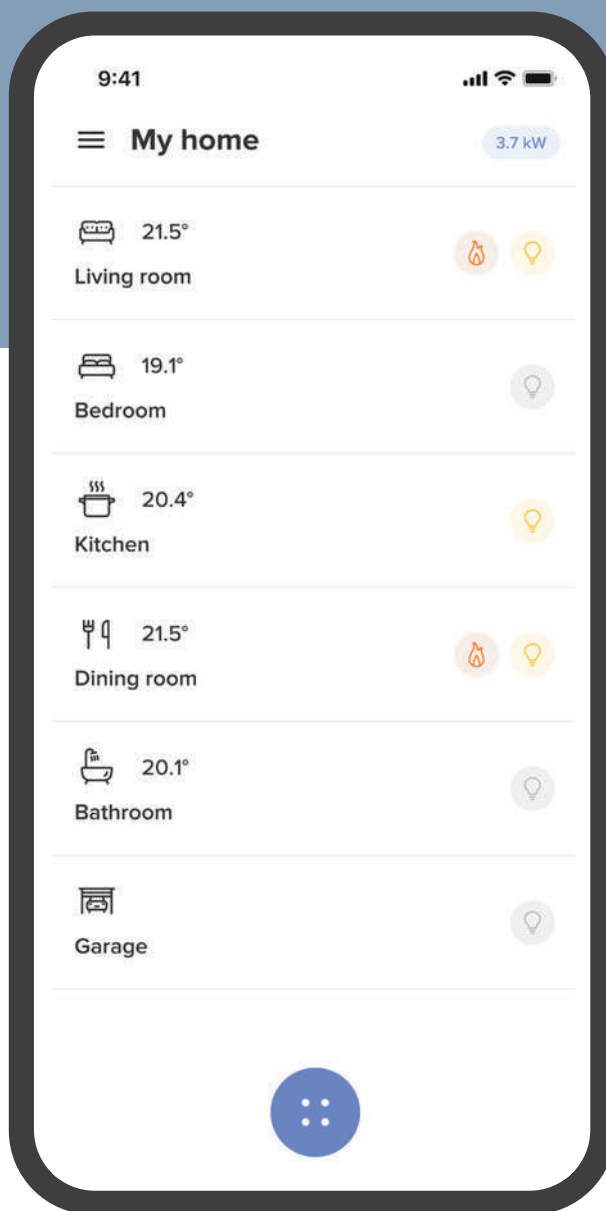 9:41
My home
3.7 kW
21.5°
Living room
19.1°
Bedroom
20.4°
Kitchen
21.5°
Dining room
20.1°
Bathroom
Garage